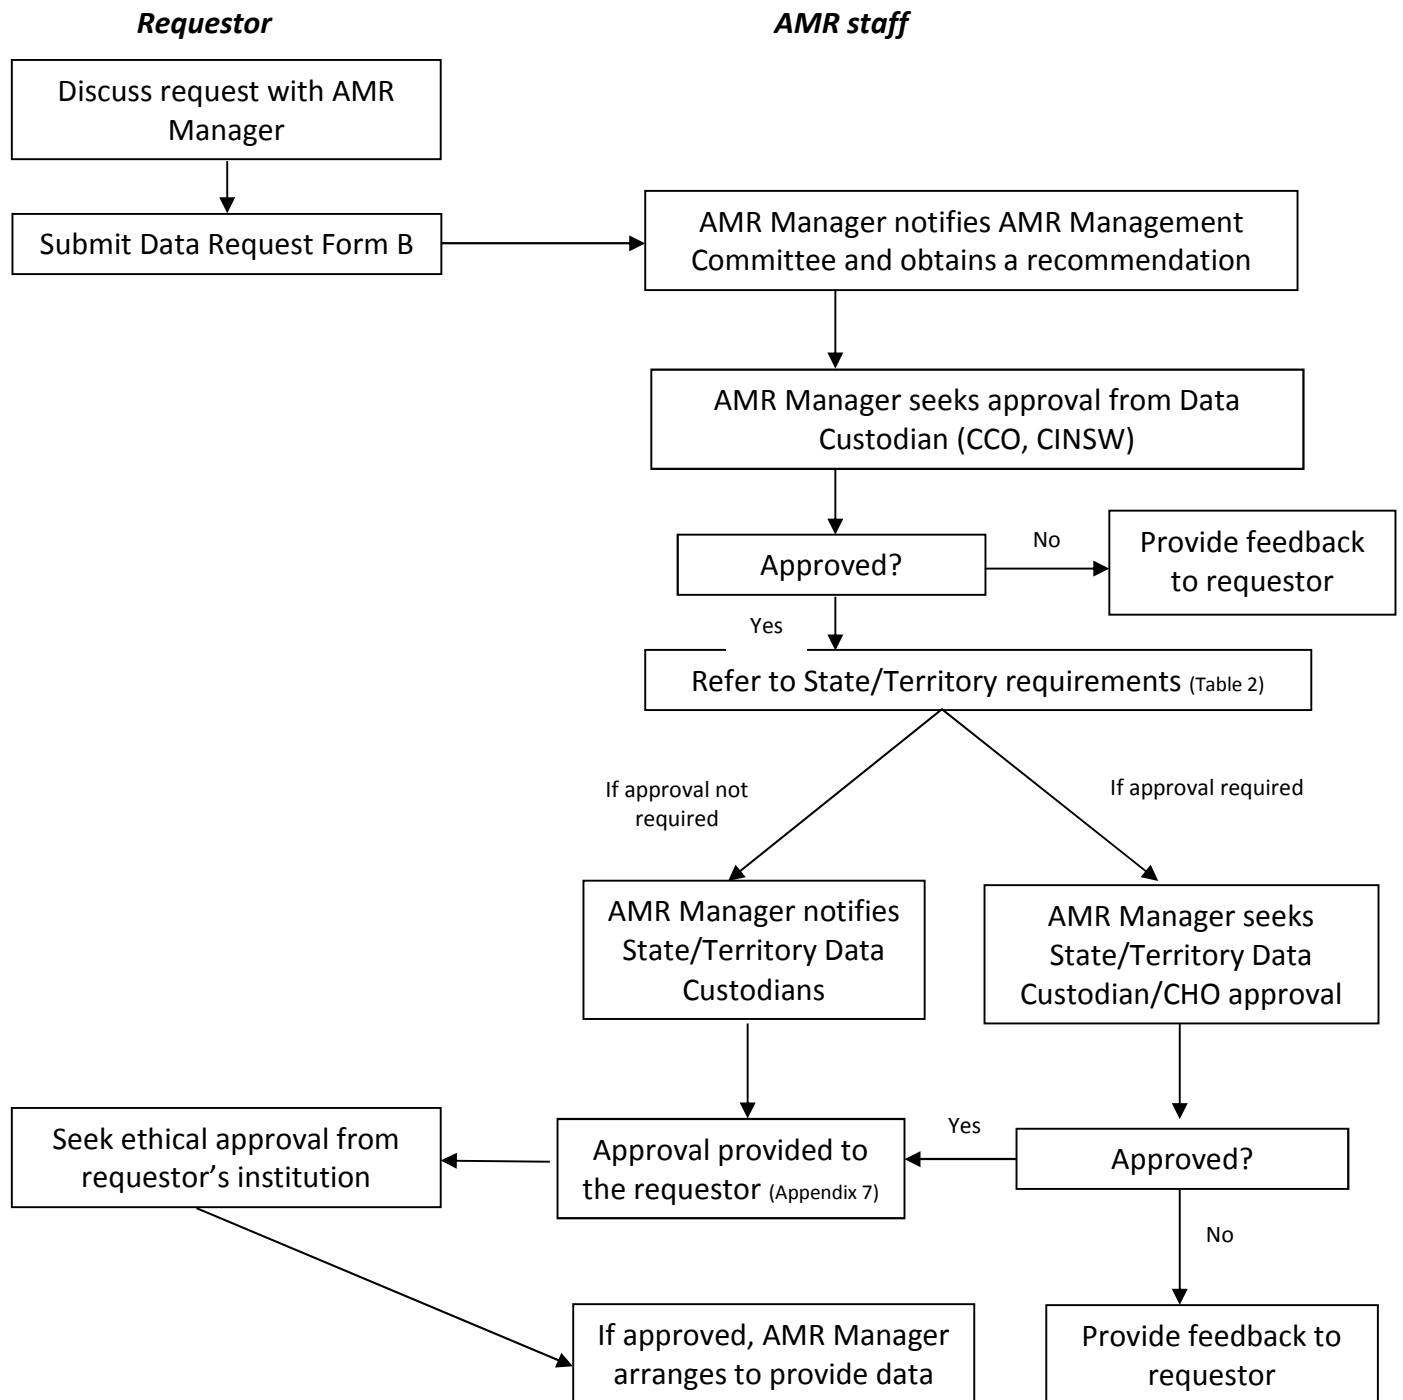 Requestor
AMR staff
Discuss request with AMR
Manager
Submit Data Request Form B
AMR Manager notifies AMR Management
Committee and obtains a recommendation
AMR Manager seeks approval from Data
Custodian (CCO, CINSW)
Approved?
No
Provide feedback
to requestor
Yes
Refer to State/Territory requirements (Table 2)
If approval not
required
If approval required
AMR Manager notifies
State/Territory Data
Custodians
AMR Manager seeks
State/Territory Data
Custodian/CHO approval
Seek ethical approval from
requestor’s institution
Approval provided to
the requestor (Appendix 7)
Yes
Approved?
No
If approved, AMR Manager
arranges to provide data
Provide feedback to
requestor